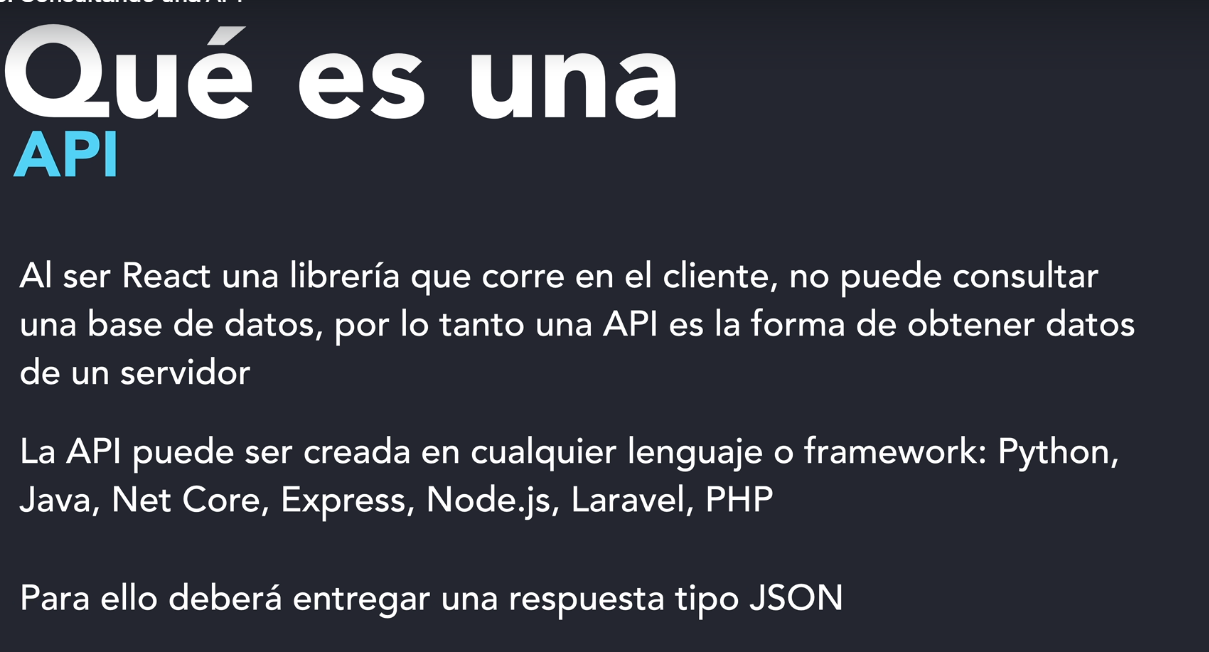 Qué es una
API
Al ser React una librería que corre en el cliente, no puede consultar
una base de datos, por lo tanto una API es la forma de obtener datos
de un servidor
La API puede ser creada en cualquier lenguaje o framework: Python,
Java, Net Core, Express, Node.js, Laravel, PHP
Para ello deberá entregar una respuesta tipo JSON